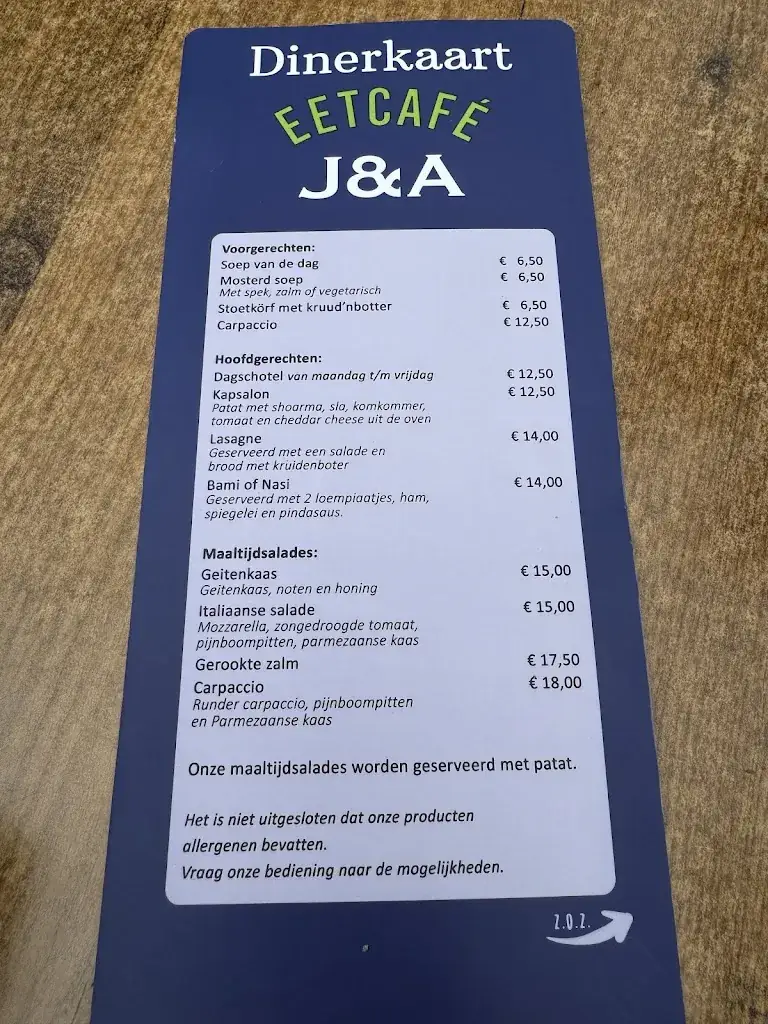 Dinerkaart
EETCAFÉ
J&A
Voorgerechten:
Soep van de dag € 6,50
Mosterd soep € 6,50
Met spek, zalm of vegetarisch
Stoetkörf met kruud'nbotter € 6,50
Carpaccio € 12,50
Hoofdgerechten:
Dagschotel van maandag t/m vrijdag € 12,50
Kapsalon € 12,50
Patat met shoarma, sla, komkommer,
tomaat en cheddar cheese uit de oven
Lasagne € 14,00
Geserveerd met een salade en
brood met kruidenboter
Bami of Nasi € 14,00
Geserveerd met 2 loempiaatjes, ham,
spiegelei en pindasaus.
Maaltijdsalades:
Geitenkaas € 15,00
Geitenkaas, noten en honing
Italiaanse salade € 15,00
Mozzarella, zongedroogde tomaat,
pijnboompitten, parmezaanse kaas
Gerookte zalm € 17,50
Carpaccio € 18,00
Runder carpaccio, pijnboompitten
en Parmezaanse kaas
Onze maaltijdsalades worden geserveerd met patat.
Het is niet uitgesloten dat onze producten
allergenen bevatten.
Vraag onze bediening naar de mogelijkheden.
Z.O.Z.